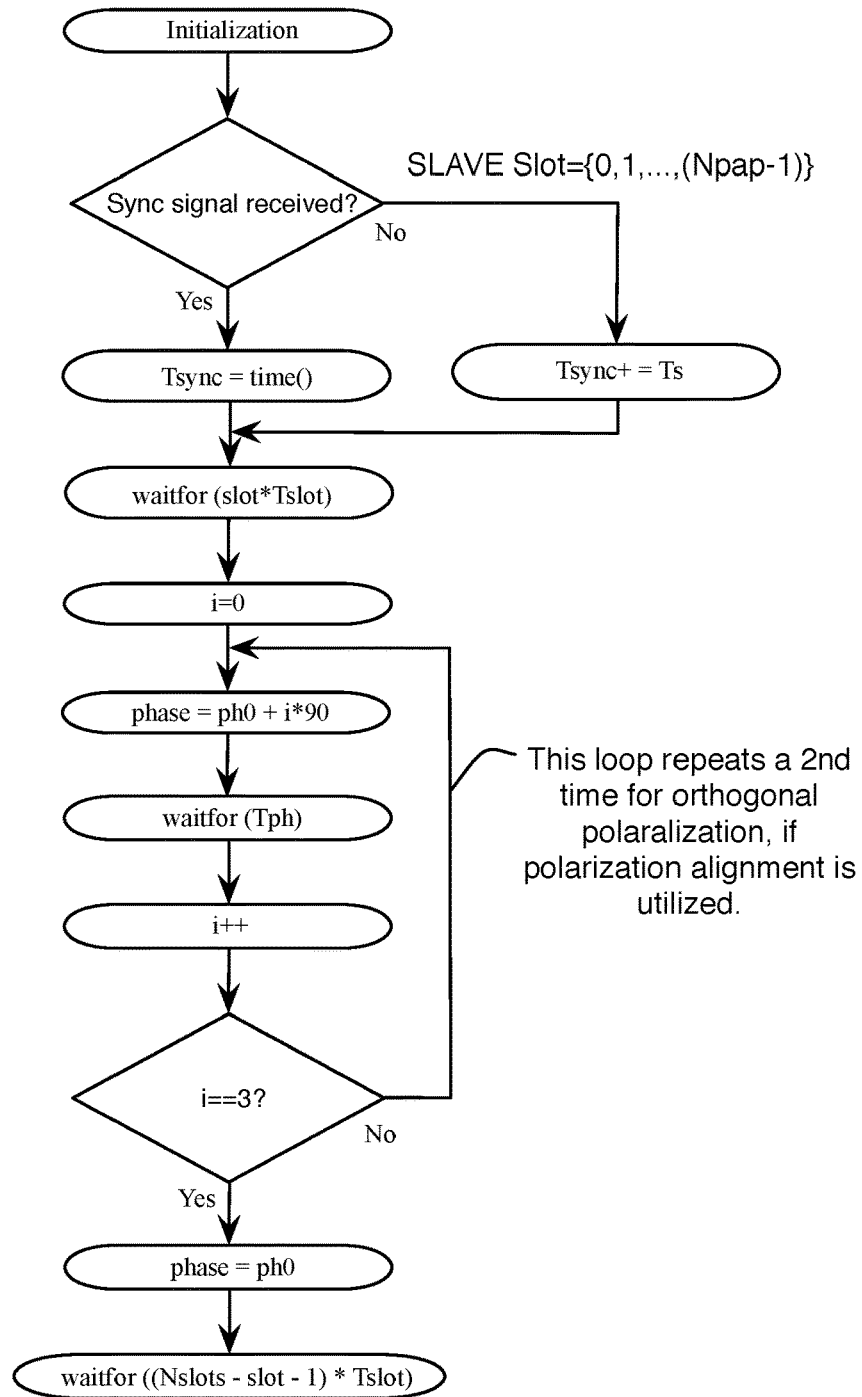 Initialization
SLAVE Slot={0,1,...,(Npap-1)}
Sync signal received?
No
Yes
Tsync = time()
Tsync+ = Ts
waitfor (slot*Tslot)
i=0
phase = ph0 + i*90
This loop repeats a 2nd
time for orthogonal
polaralization, if
polarization alignment is
utilized.
waitfor (Tph)
i++
i==3?
No
Yes
phase = ph0
waitfor ((Nslots - slot - 1) * Tslot)